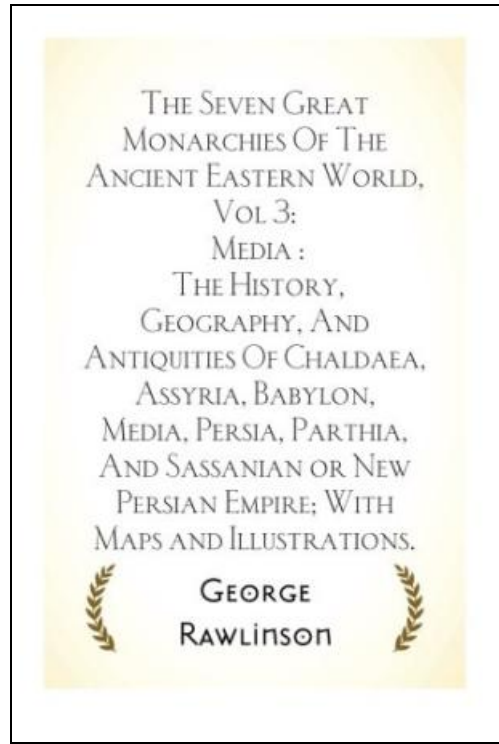 The Seven Great
Monarchies Of The
Ancient Eastern World,
Vol 3:
Media :
The History,
Geography, And
Antiquities Of Chaldaea,
Assyria, Babylon,
Media, Persia, Parthia,
And Sassanian or New
Persian Empire; With
Maps and Illustrations.
George
Rawlinson